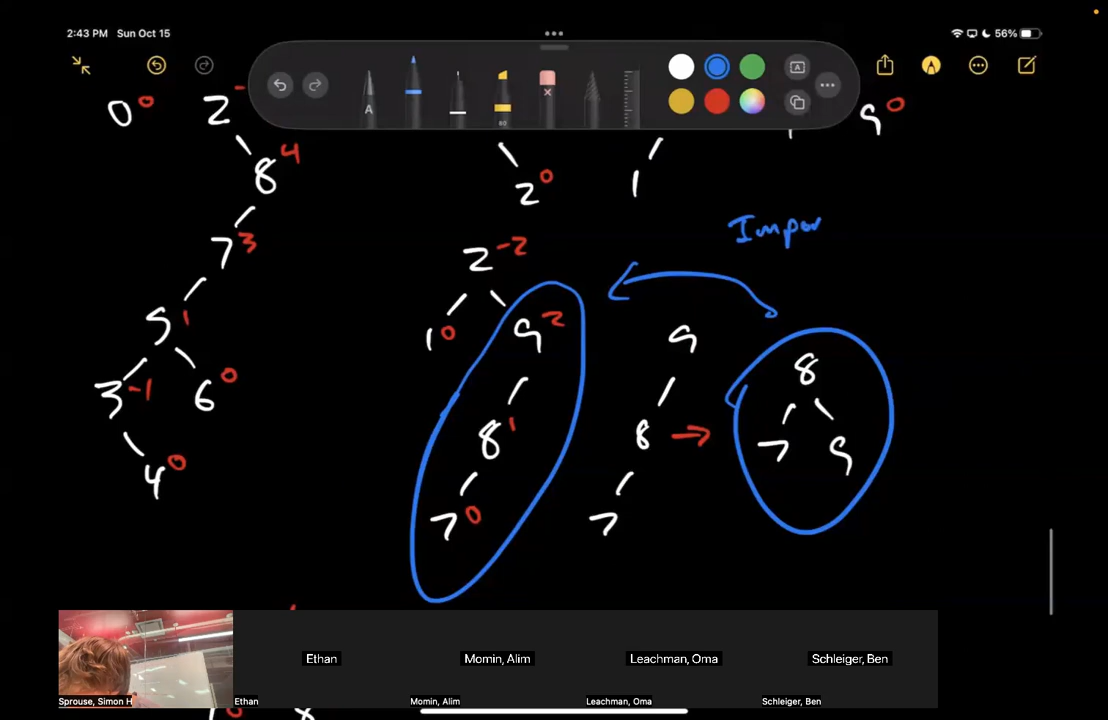 2:43 PM Sun Oct 15
56%
A
80
A
0 0 2 -
9 0
8 4
2 0
1
7 3
Impor
2 -2
5 1
1 0
9 2
9
8
3 -1
6 0
8 1
8 →
7
9
4 0
7 0
7
Ethan
Momin, Alim
Leachman, Oma
Schleiger, Ben
Sprouse, Simon H
Ethan
Momin, Alim
Leachman, Oma
Schleiger, Ben